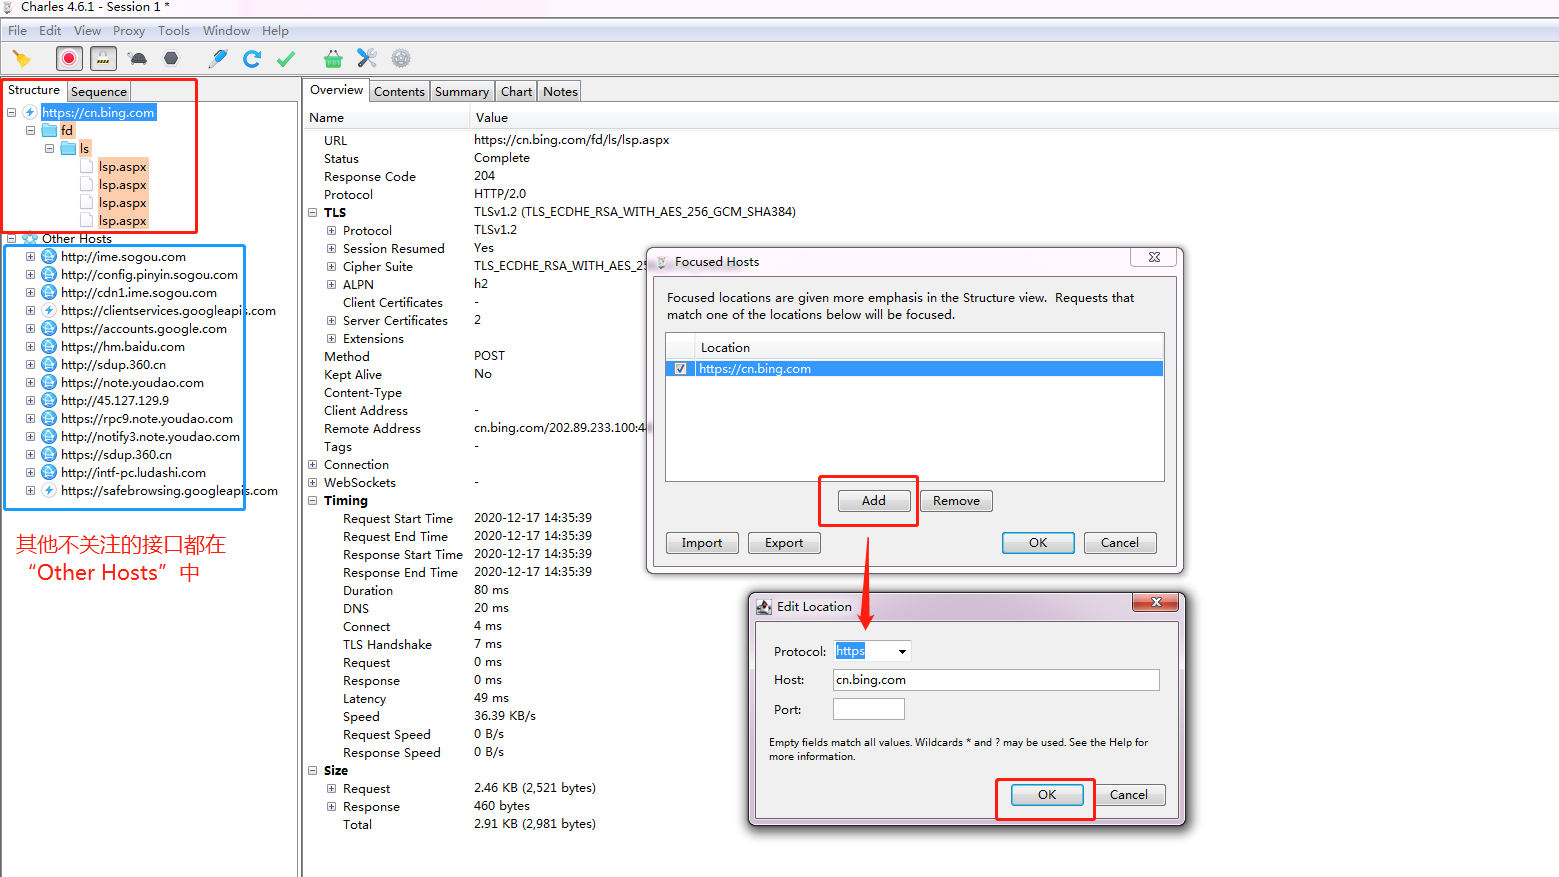 Charles 4.6.1 - Session 1 *
File Edit View Proxy Tools Window Help
Structure Sequence
https://cn.bing.com
fd
ls
lsp.aspx
lsp.aspx
lsp.aspx
lsp.aspx
Other Hosts
http://ime.sogou.com
http://config.pinyin.sogou.com
http://cdn1.ime.sogou.com
https://clientservices.googleapis.com
https://accounts.google.com
https://hm.baidu.com
http://sdup.360.cn
https://note.youdao.com
http://45.127.129.9
https://rpc9.note.youdao.com
http://notify3.note.youdao.com
https://sdup.360.cn
http://intf-pc.ludashi.com
https://safebrowsing.googleapis.com
其他不关注的接口都在
“Other Hosts”中
Overview Contents Summary Chart Notes
Name Value
URL https://cn.bing.com/fd/ls/lsp.aspx
Status Complete
Response Code 204
Protocol HTTP/2.0
TLS TLSv1.2 (TLS_ECDHE_RSA_WITH_AES_256_GCM_SHA384)
Protocol TLSv1.2
Session Resumed Yes
Cipher Suite TLS_ECDHE_RSA_WITH_AES_25
ALPN h2
Client Certificates -
Server Certificates 2
Extensions
Method POST
Kept Alive No
Content-Type
Client Address -
Remote Address cn.bing.com/202.89.233.100:44
Tags -
Connection
WebSockets -
Timing
Request Start Time 2020-12-17 14:35:39
Request End Time 2020-12-17 14:35:39
Response Start Time 2020-12-17 14:35:39
Response End Time 2020-12-17 14:35:39
Duration 80 ms
DNS 20 ms
Connect 4 ms
TLS Handshake 7 ms
Request 0 ms
Response 0 ms
Latency 49 ms
Speed 36.39 KB/s
Request Speed 0 B/s
Response Speed 0 B/s
Size
Request 2.46 KB (2,521 bytes)
Response 460 bytes
Total 2.91 KB (2,981 bytes)
Focused Hosts
Focused locations are given more emphasis in the Structure view. Requests that
match one of the locations below will be focused.
Location
https://cn.bing.com
Add Remove
Import Export OK Cancel
Edit Location
Protocol: https
Host: cn.bing.com
Port:
Empty fields match all values. Wildcards * and ? may be used. See the Help for
more information.
OK Cancel